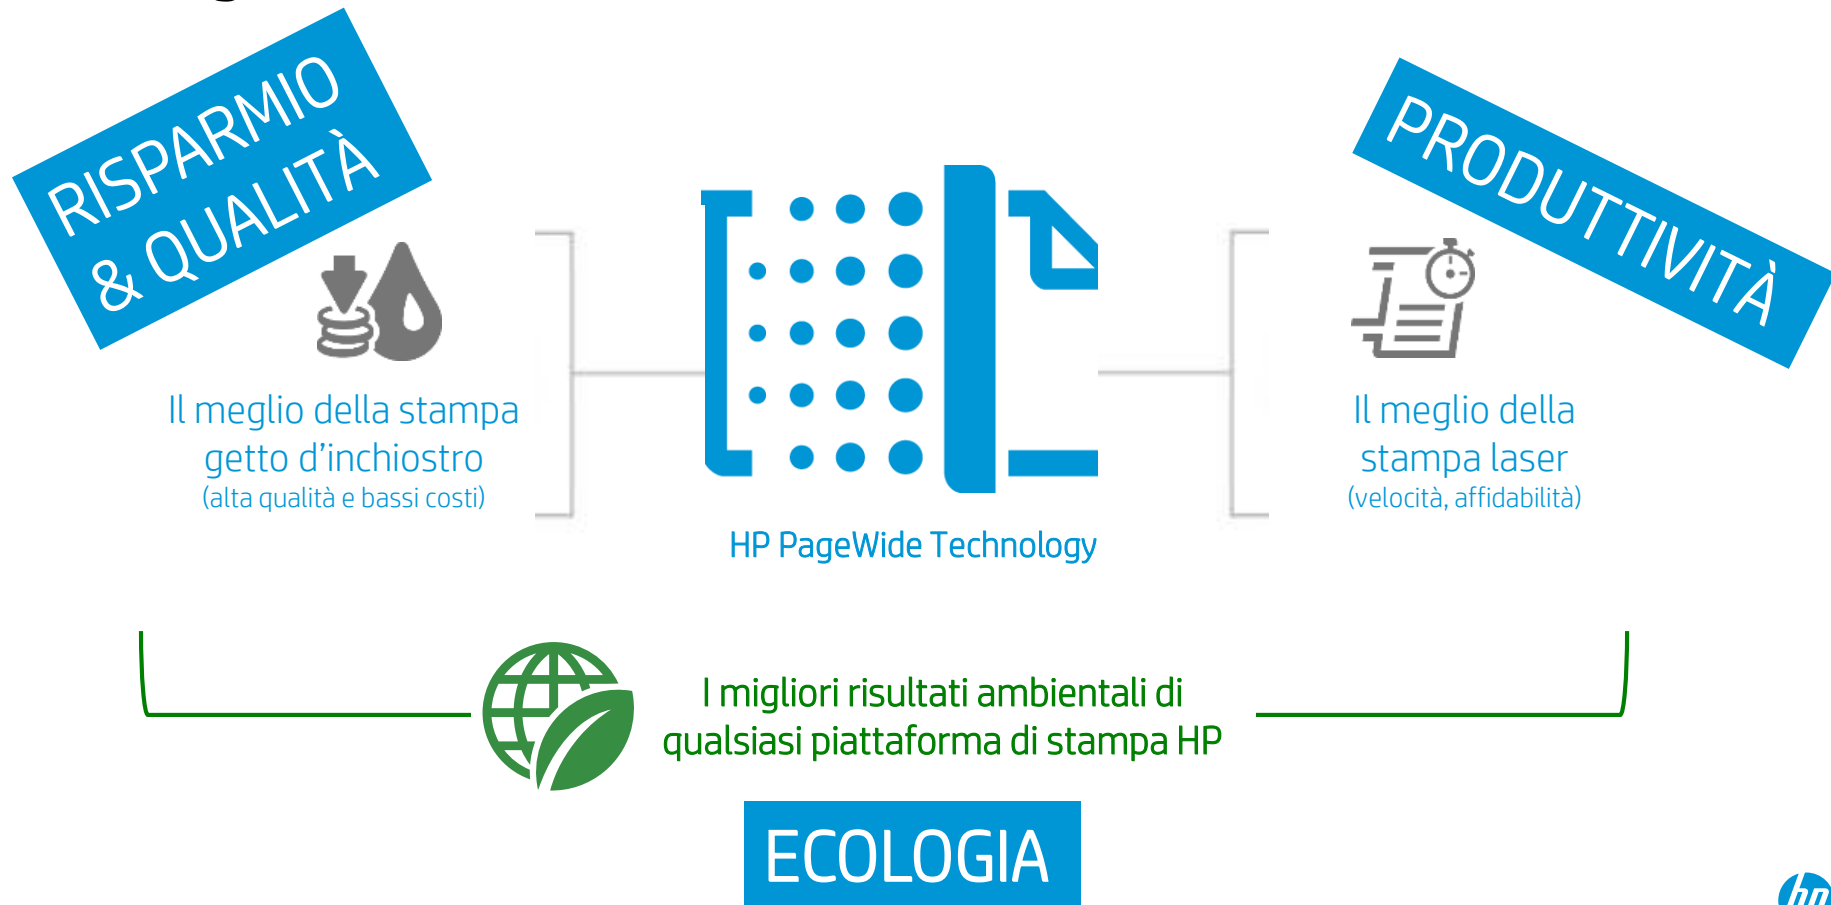 RISPARMIO
& QUALITÀ
PRODUTTIVITÀ
Il meglio della stampa
getto d’inchiostro
(alta qualità e bassi costi)
HP PageWide Technology
Il meglio della
stampa laser
(velocità, affidabilità)
I migliori risultati ambientali di
qualsiasi piattaforma di stampa HP
ECOLOGIA
hp